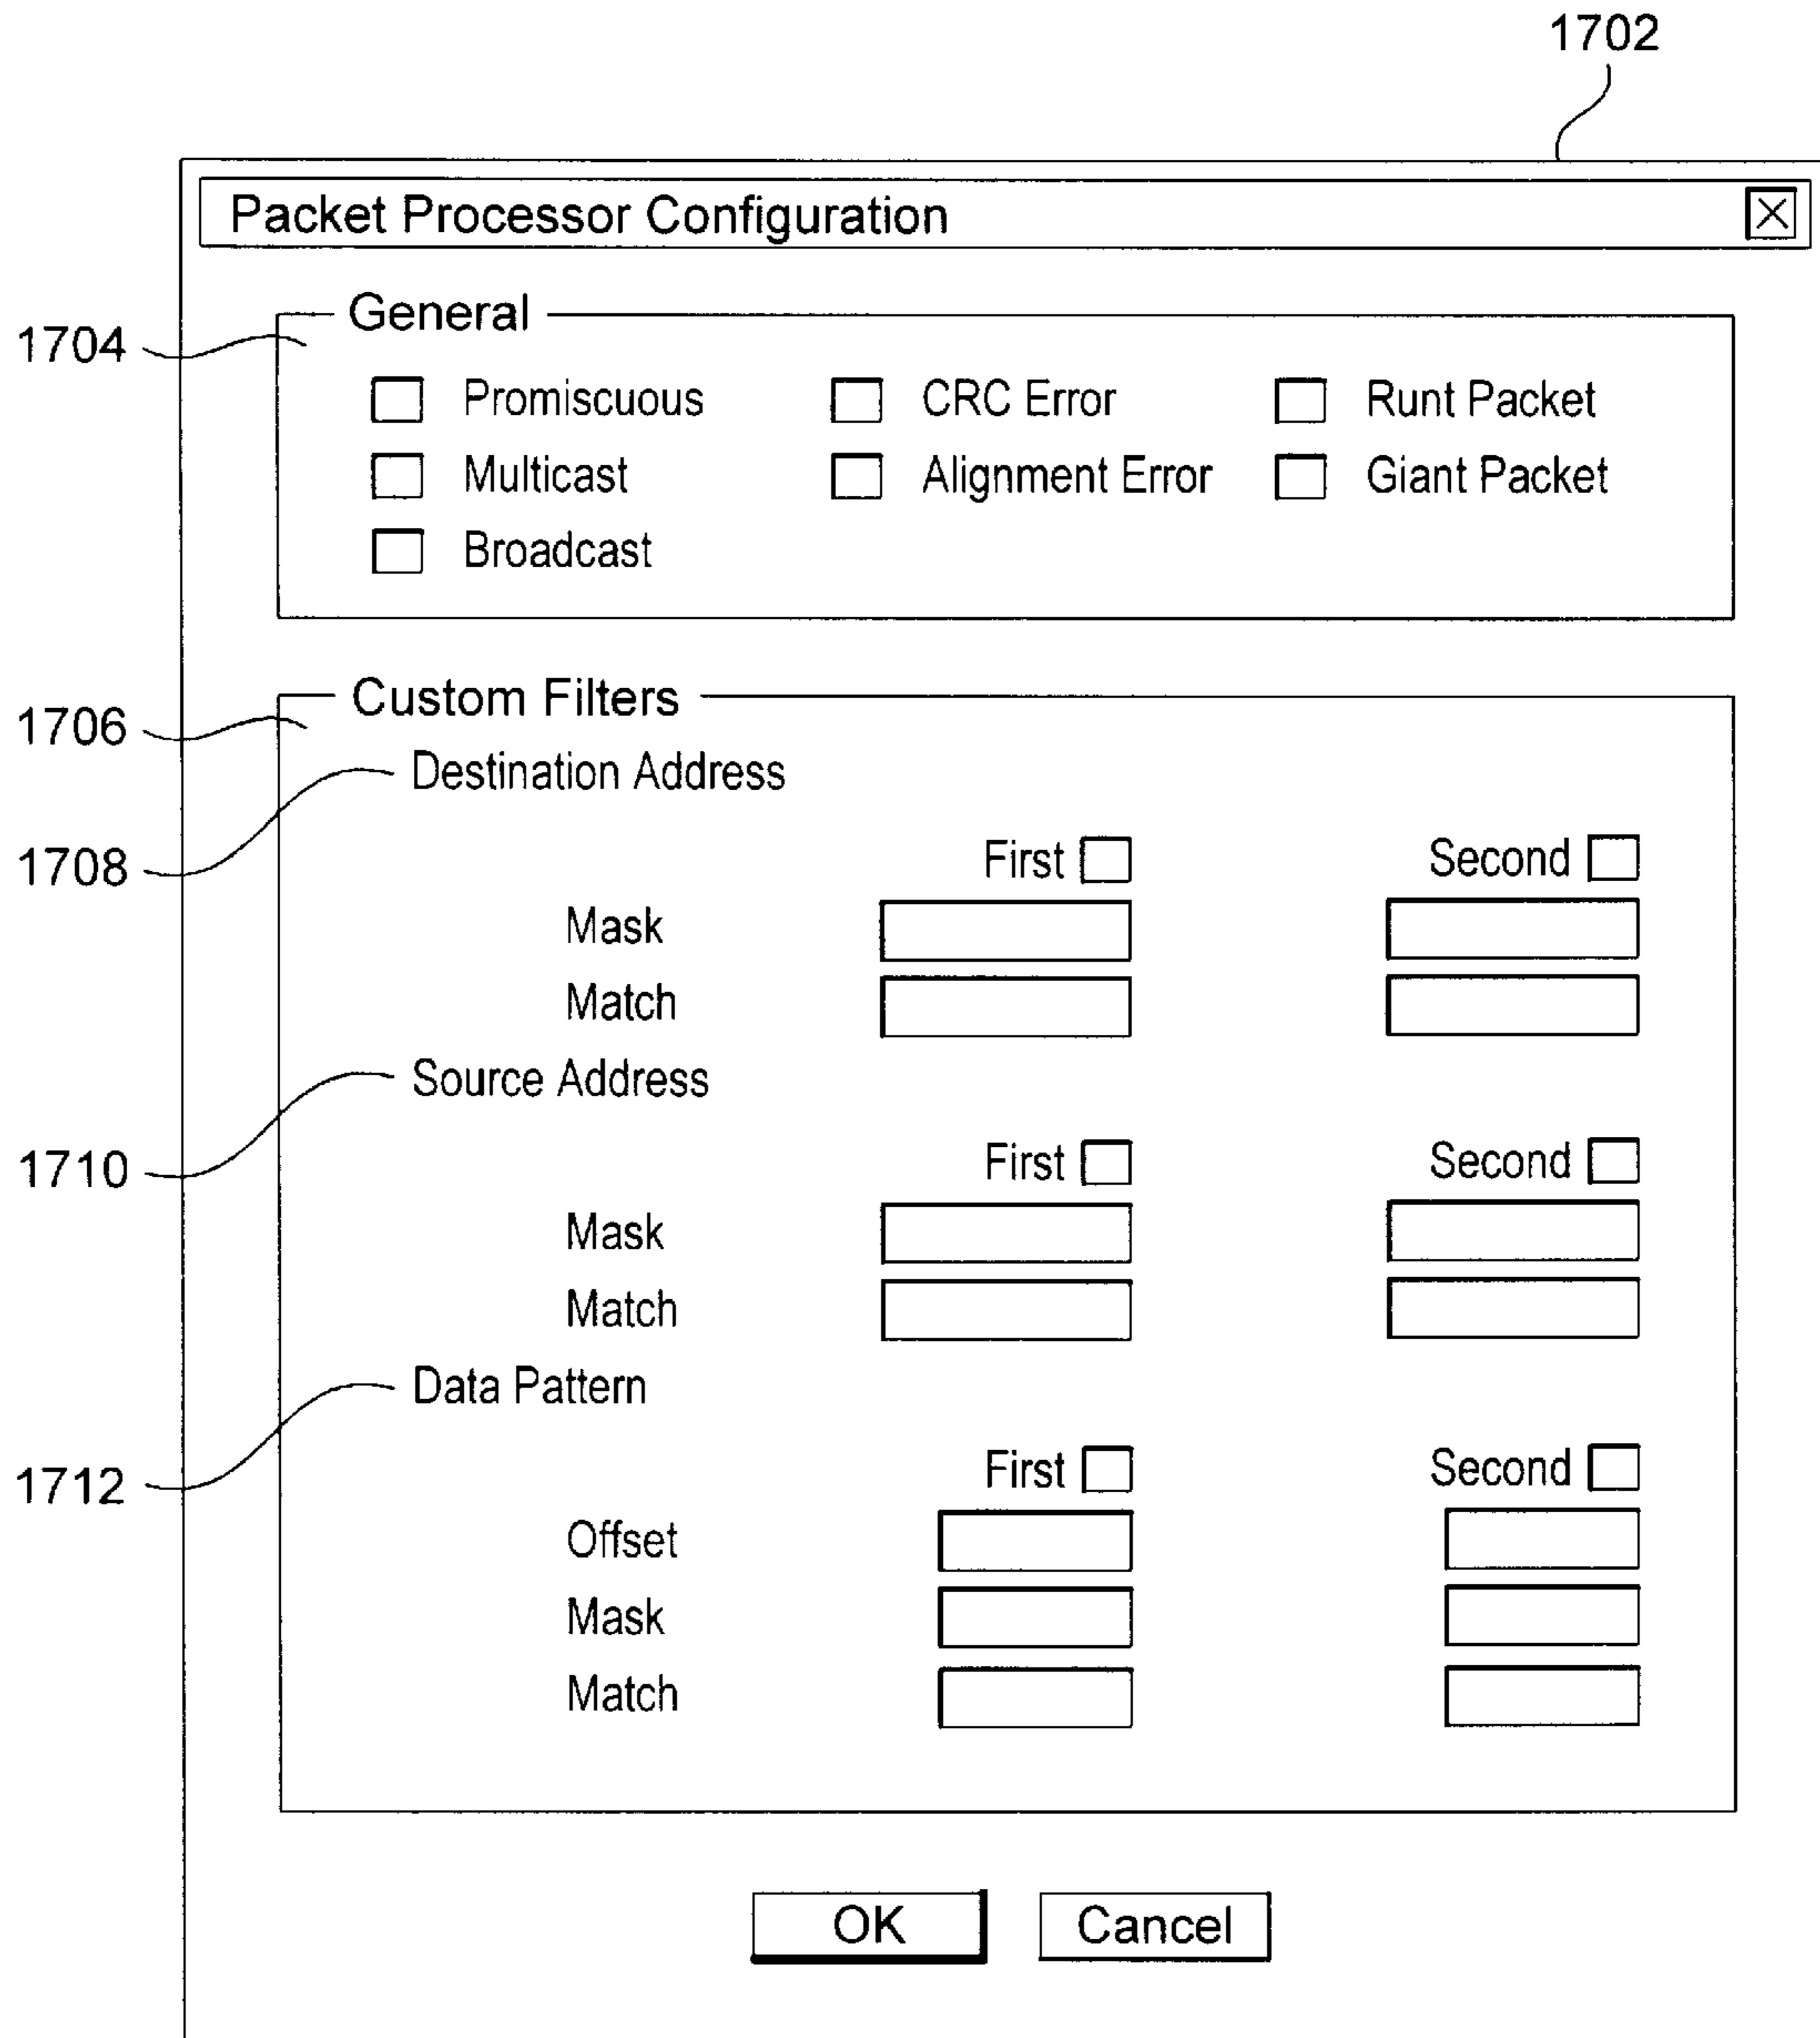 1702
Packet Processor Configuration
General
1704
Promiscuous CRC Error Runt Packet
Multicast Alignment Error Giant Packet
Broadcast
Custom Filters
1706
Destination Address
1708
First Second
Mask
Match
Source Address
1710
First Second
Mask
Match
Data Pattern
1712
First Second
Offset
Mask
Match
OK Cancel